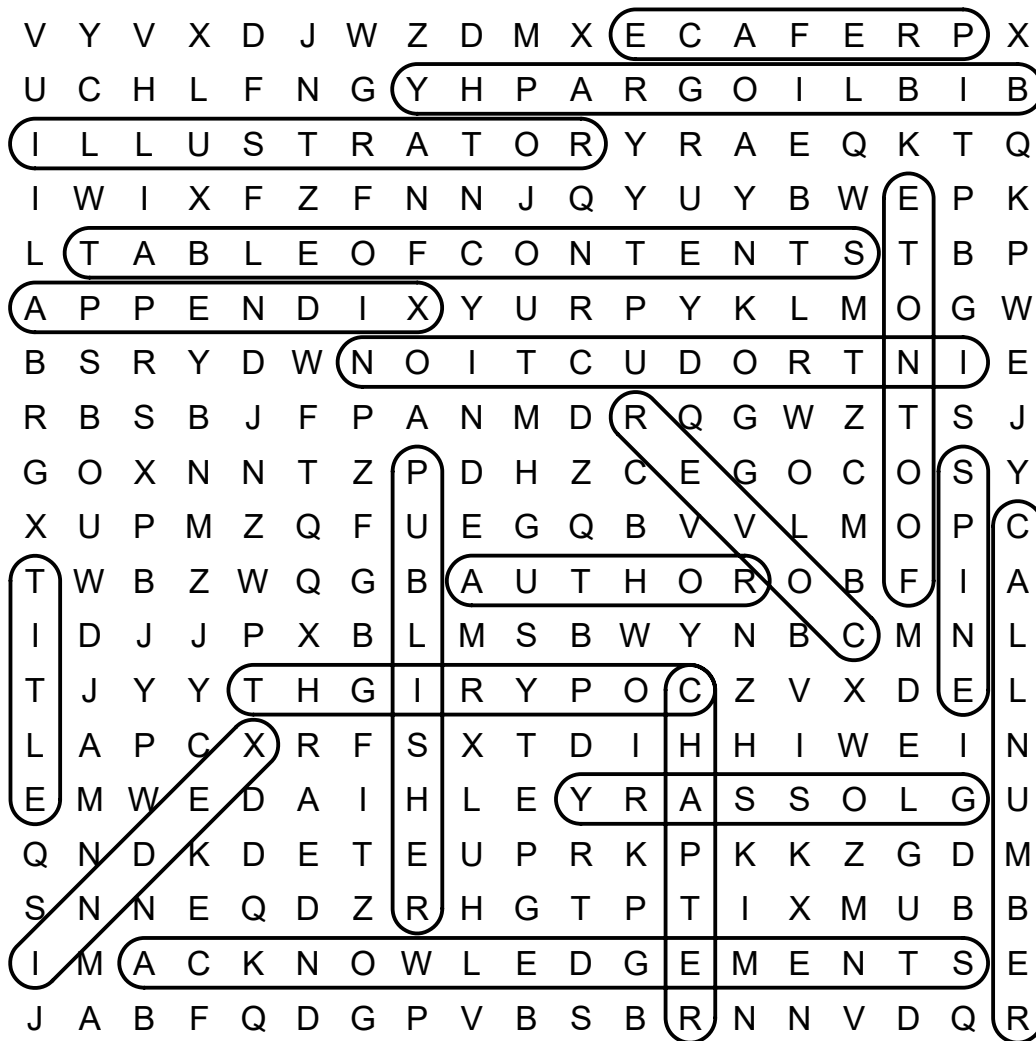 V Y V X D J W Z D M X E C A F E R P X
U C H L F N G Y H P A R G O I L B I B
I L L U S T R A T O R Y R A E Q K T Q
I W I X F Z F N N J Q Y U Y B W E P K
L T A B L E O F C O N T E N T S T B P
A P P E N D I X Y U R P Y K L M O G W
B S R Y D W N O I T C U D O R T N I E
R B S B J F P A N M D R Q G W Z T S J
G O X N N T Z P D H Z C E G O C O S Y
X U P M Z Q F U E G Q B V V L M O P C
T W B Z W Q G B A U T H O R O B F I A
I D J J P X B L M S B W Y N B C M N L
T J Y Y T H G I R Y P O C Z V X D E L
L A P C X R F S X T D I H H I W E I N
E M W E D A I H L E Y R A S S O L G U
Q N D K D E T E U P R K P K K Z G D M
S N N E Q D Z R H G T P T I X M U B B
I M A C K N O W L E D G E M E N T S E
J A B F Q D G P V B S B R N N V D Q R